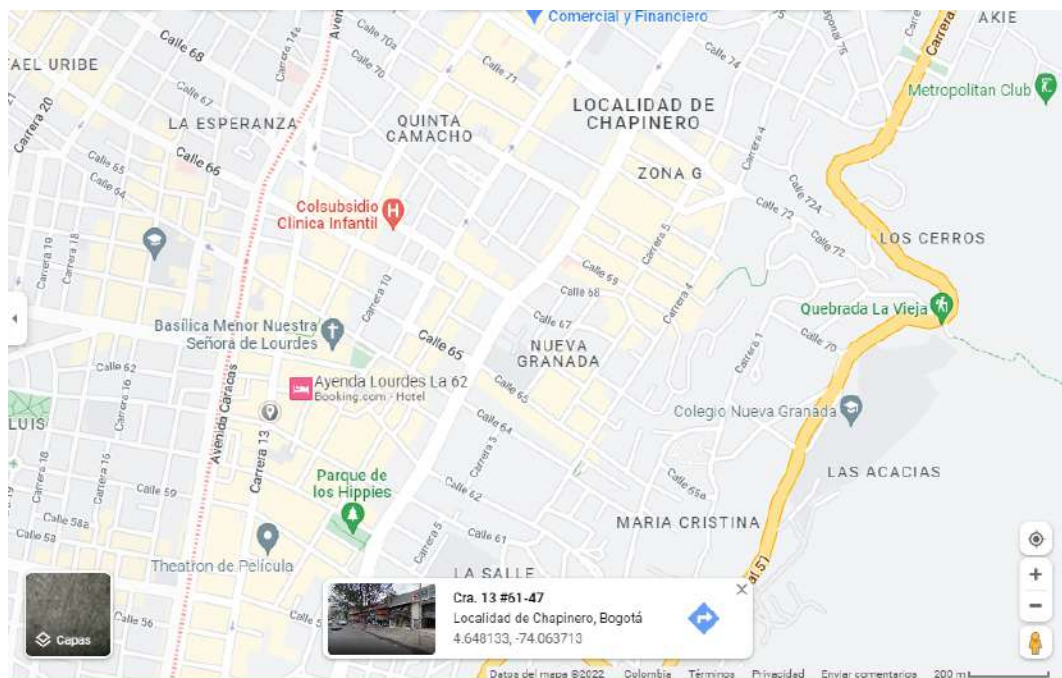 Comercial y Financiero
AKIE
Calle 68
Carrera 14a
Calle 70a
Calle 70
Calle 71
Calle 74
Metropolitan Club
Carrera 20
Calle 67
LA ESPERANZA
QUINTA
CAMACHO
LOCALIDAD DE
CHAPINERO
Carrera 4
Calle 66
Calle 65
Calle 64
ZONA G
Calle 72A
Calle 72
Calle 72
Colsubsidio
Clinica Infantil
Carrera 5
LOS CERROS
Carrera 19
Carrera 18
Carrera 10
Calle 69
Calle 68
Carrera 4
Quebrada La Vieja
Basílica Menor Nuestra
Señora de Lourdes
Calle 67
NUEVA
GRANADA
Carrera 1
Calle 70
Calle 65
Calle 62
Carrera 16
Ayenda Lourdes La 62
Booking.com - Hotel
Calle 65
Colegio Nueva Granada
LUIS
Avenida Caracas
Carrera 13
Calle 64
Carrera 5
LAS ACACIAS
Carrera 18
Carrera 16
Calle 59
Parque de
los Hippies
Calle 62
Calle 65a
MARIA CRISTINA
Calle 58a
Calle 58
Carrera 5
Calle 61
Theatron de Película
LA SALLE
Capas
Cra. 13 #61-47
Localidad de Chapinero, Bogotá
4.648133, -74.063713
Datos del mapa ©2022 Colombia Términos Privacidad Enviar comentarios 200 m